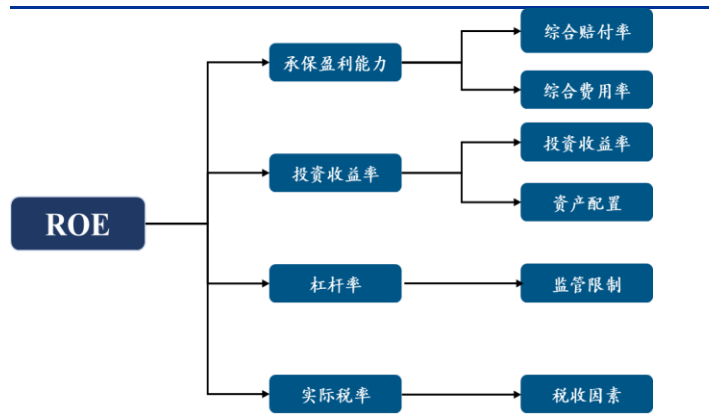 综合赔付率
承保盈利能力
综合费用率
投资收益率
投资收益率
资产配置
ROE
杠杆率
监管限制
实际税率
税收因素